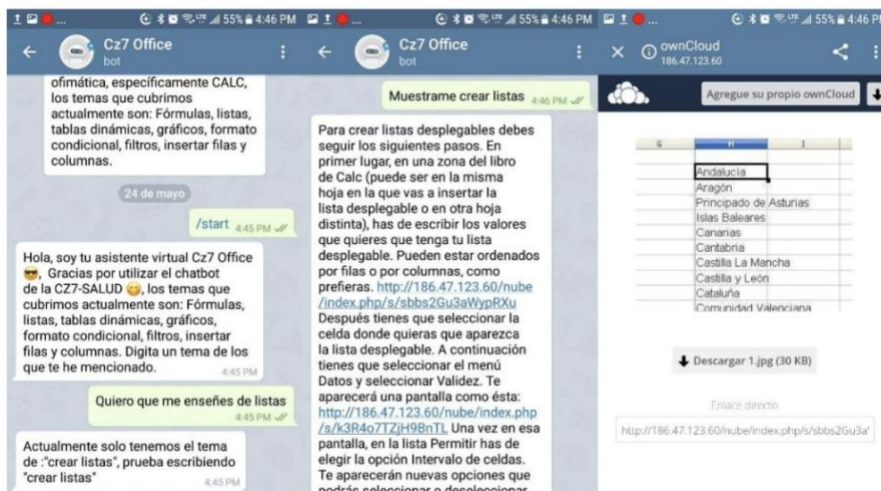 55% 4:46 PM
Cz7 Office
bot
ofimática, específicamente CALC,
los temas que cubrimos
actualmente son: Fórmulas, listas,
tablas dinámicas, gráficos, formato
condicional, filtros, insertar filas y
columnas.
24 de mayo
/start 4:45 PM
Hola, soy tu asistente virtual Cz7 Office
😎, Gracias por utilizar el chatbot
de la CZ7-SALUD 😋, los temas que
cubrimos actualmente son: Fórmulas,
listas, tablas dinámicas, gráficos,
formato condicional, filtros, insertar
filas y columnas. Digita un tema de los
que te he mencionado. 4:45 PM
Quiero que me enseñes de listas
4:45 PM
Actualmente solo tenemos el tema
de :"crear listas", prueba escribiendo
"crear listas" 4:45 PM
55% 4:46 PM
Cz7 Office
bot
Muestrame crear listas 4:46 PM
Para crear listas desplegables debes
seguir los siguientes pasos. En
primer lugar, en una zona del libro
de Calc (puede ser en la misma
hoja en la que vas a insertar la
lista desplegable o en otra hoja
distinta), has de escribir los valores
que quieres que tenga tu lista
desplegable. Pueden estar ordenados
por filas o por columnas, como
prefieras. http://186.47.123.60/nube
/index.php/s/sbbs2Gu3aWypRXu
Después tienes que seleccionar la
celda donde quieras que aparezca
la lista desplegable. A continuación
tienes que seleccionar el menú
Datos y seleccionar Validez. Te
aparecerá una pantalla como ésta:
http://186.47.123.60/nube/index.php
/s/k3R4o7TZjH9BnTL Una vez en esa
pantalla, en la lista Permitir has de
elegir la opción Intervalo de celdas.
Te aparecerán nuevas opciones que
podrás seleccionar o deseleccionar
55% 4:46 PM
ownCloud
186.47.123.60
Agregue su propio ownCloud
G H I
Andalucía
Aragón
Principado de Asturias
Islas Baleares
Canarias
Cantabria
Castilla La Mancha
Castilla y León
Cataluña
Comunidad Valenciana
Descargar 1.jpg (30 KB)
Enlace directo
http://186.47.123.60/nube/index.php/s/sbbs2Gu3a